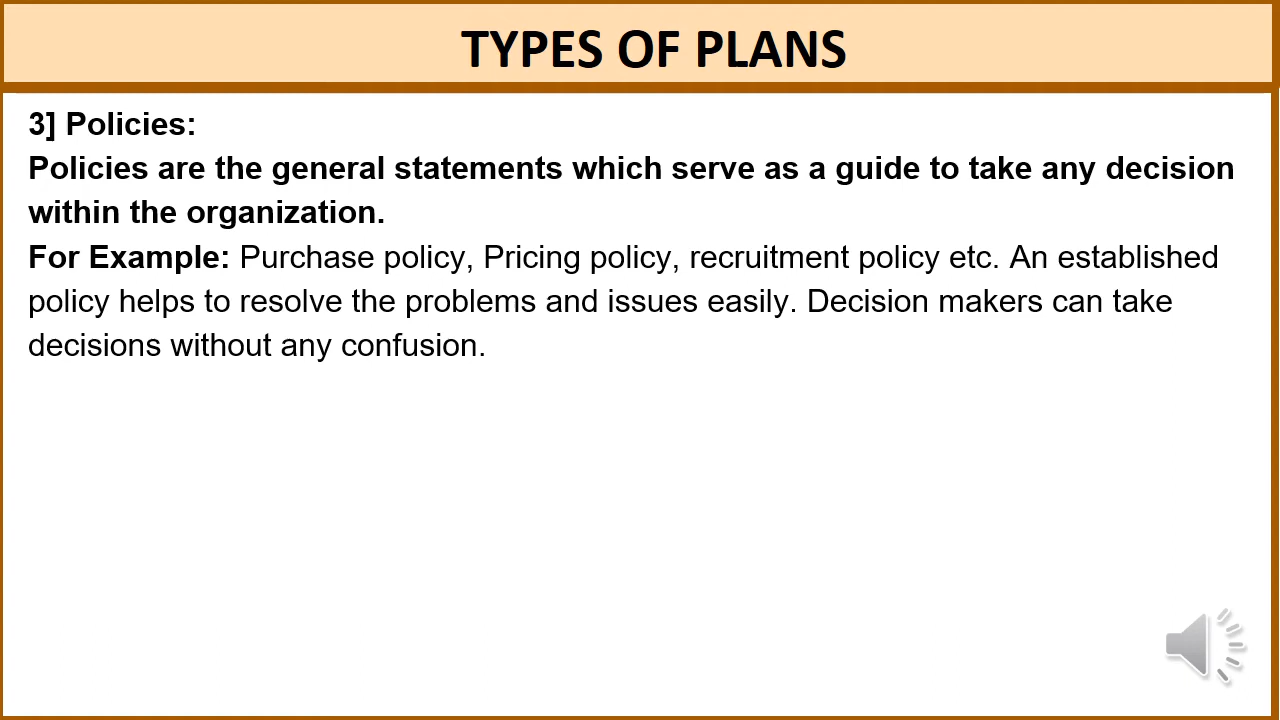 TYPES OF PLANS
3] Policies:
Policies are the general statements which serve as a guide to take any decision
within the organization.
For Example: Purchase policy, Pricing policy, recruitment policy etc. An established
policy helps to resolve the problems and issues easily. Decision makers can take
decisions without any confusion.